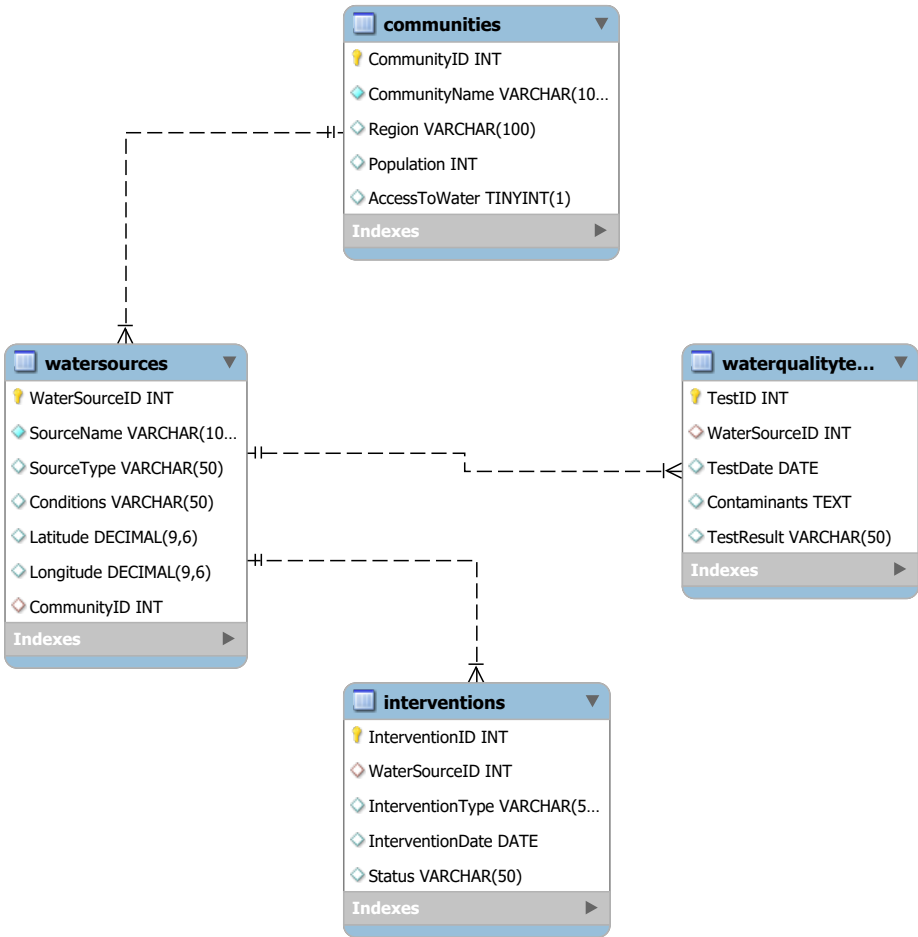 communities
CommunityID INT
CommunityName VARCHAR(10...
Region VARCHAR(100)
Population INT
AccessToWater TINYINT(1)
Indexes
watersources
WaterSourceID INT
SourceName VARCHAR(10...
SourceType VARCHAR(50)
Conditions VARCHAR(50)
Latitude DECIMAL(9,6)
Longitude DECIMAL(9,6)
CommunityID INT
Indexes
waterqualityte...
TestID INT
WaterSourceID INT
TestDate DATE
Contaminants TEXT
TestResult VARCHAR(50)
Indexes
interventions
InterventionID INT
WaterSourceID INT
InterventionType VARCHAR(5...
InterventionDate DATE
Status VARCHAR(50)
Indexes